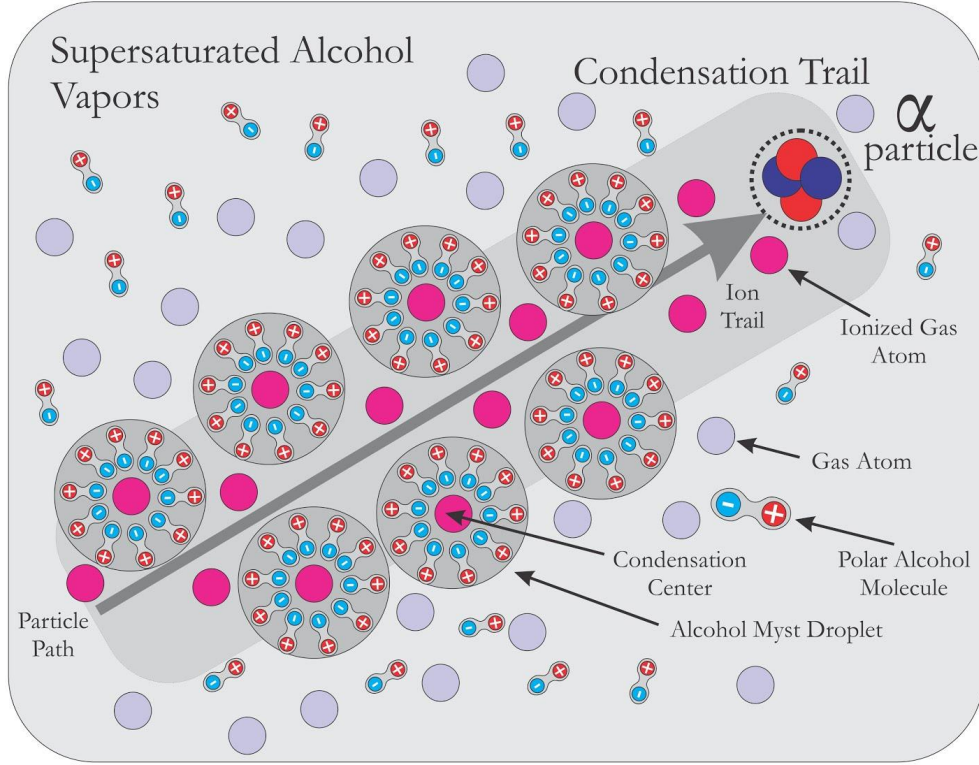 Supersaturated Alcohol
Vapors
Condensation Trail
α
particle
Ion
Trail
Ionized Gas
Atom
Gas Atom
Polar Alcohol
Molecule
Condensation
Center
Alcohol Myst Droplet
Particle
Path